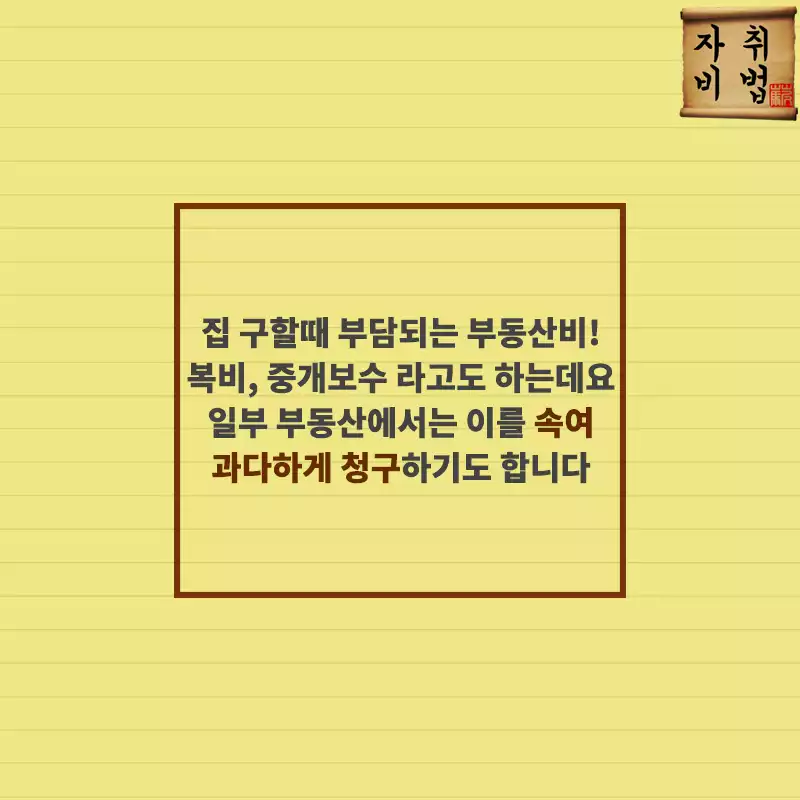 자취
비법
집 구할때 부담되는 부동산비!
복비, 중개보수 라고도 하는데요
일부 부동산에서는 이를 속여
과다하게 청구하기도 합니다